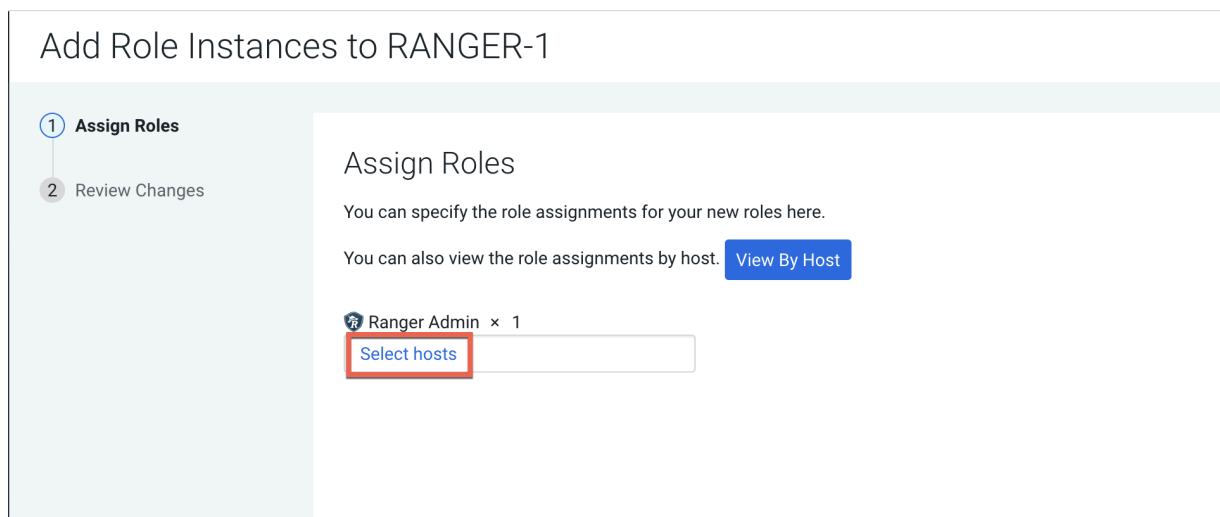 Add Role Instances to RANGER-1
1 Assign Roles
2 Review Changes
Assign Roles
You can specify the role assignments for your new roles here.
You can also view the role assignments by host. View By Host
Ranger Admin × 1
Select hosts